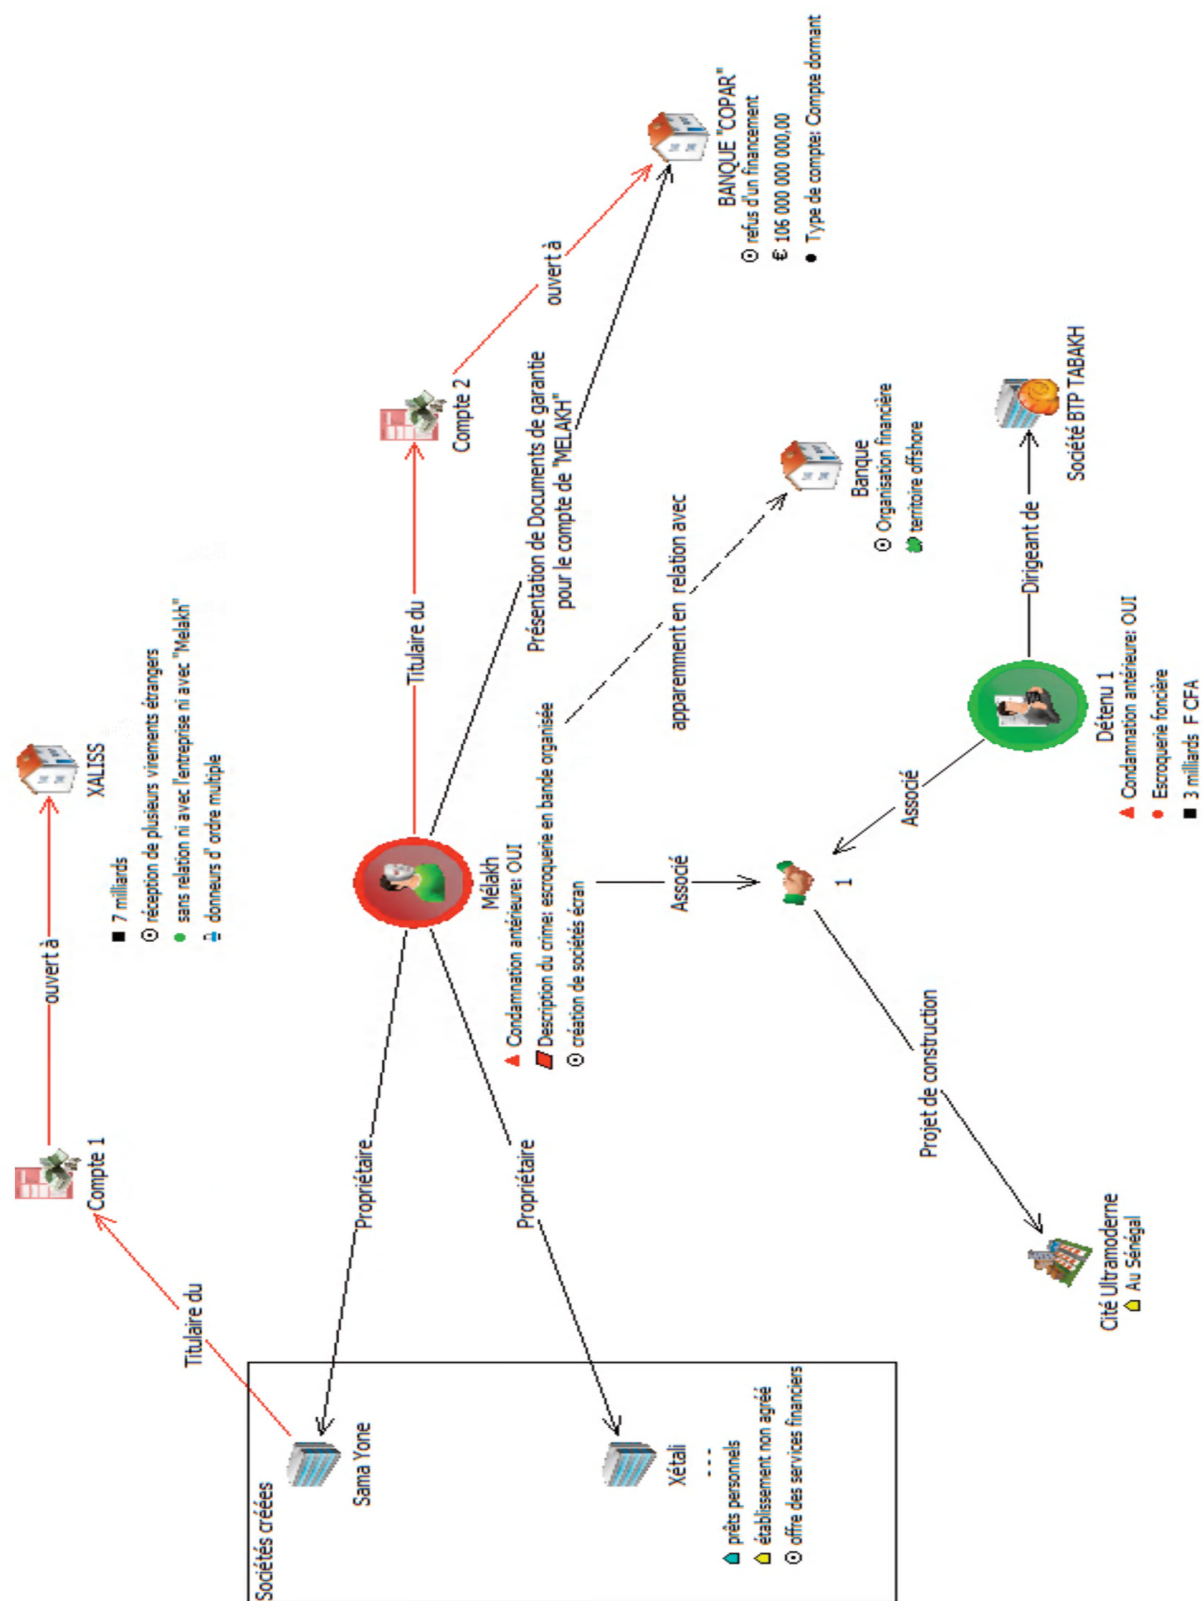 Sociétés créées
Sama Yone
Xétali
- - -
prêts personnels
établissement non agréé
offre des services financiers
Titulaire du
Compte 1
ouvert à
XALISS
7 milliards
réception de plusieurs virements étrangers
sans relation ni avec l'entreprise ni avec "Melakh"
donneurs d' ordre multiple
Propriétaire
Propriétaire
Mélakh
Condamnation antérieure: OUI
Description du crime: escroquerie en bande organisée
création de sociétés écran
Titulaire du
Compte 2
ouvert à
Présentation de Documents de garantie
pour le compte de "MELAKH"
BANQUE "COPAR"
refus d'un financement
€ 106 000 000 000,00
Type de compte: Compte dormant
apparemment en relation avec
Banque
Organisation financière
territoire offshore
Associé
1
Associé
Projet de construction
Cité Ultramoderne
Au Sénégal
Détenu 1
Condamnation antérieure: OUI
Escroquerie foncière
3 milliards F CFA
Dirigeant de
Société BTP TABAKH